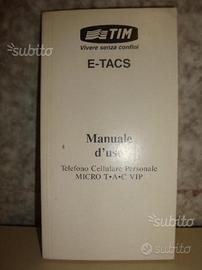 subito
TIM
Vivere senza confini
E-TACS
Manuale
d'uso
Telefono Cellulare Personale
MICRO T•A•C VIP
subito
subito